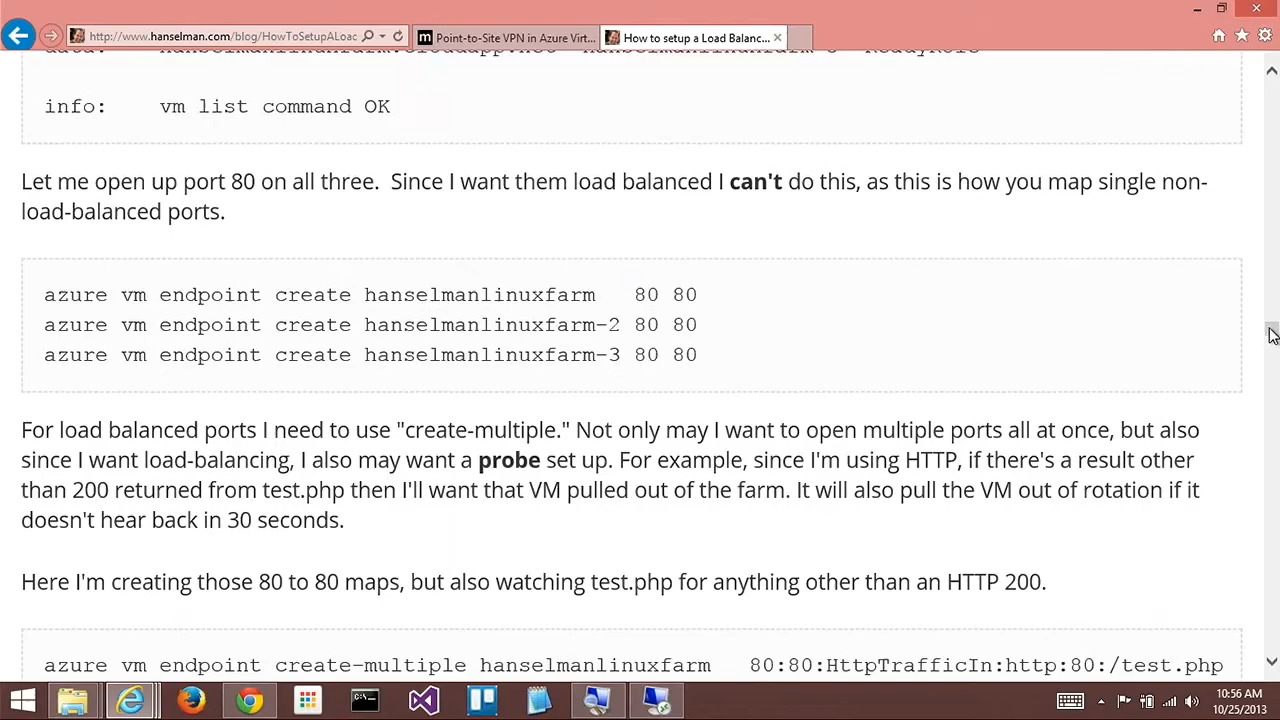 http://www.hanselman.com/blog/HowToSetupALoac
Point-to-Site VPN in Azure Virt...
How to setup a Load Balanc...
info: vm list command OK
Let me open up port 80 on all three. Since I want them load balanced I can't do this, as this is how you map single non-
load-balanced ports.
azure vm endpoint create hanselmanlinuxfarm 80 80
azure vm endpoint create hanselmanlinuxfarm-2 80 80
azure vm endpoint create hanselmanlinuxfarm-3 80 80
For load balanced ports I need to use "create-multiple." Not only may I want to open multiple ports all at once, but also
since I want load-balancing, I also may want a probe set up. For example, since I'm using HTTP, if there's a result other
than 200 returned from test.php then I'll want that VM pulled out of the farm. It will also pull the VM out of rotation if it
doesn't hear back in 30 seconds.
Here I'm creating those 80 to 80 maps, but also watching test.php for anything other than an HTTP 200.
azure vm endpoint create-multiple hanselmanlinuxfarm 80:80:HttpTrafficIn:http:80:/test.php
10:56 AM
10/25/2013